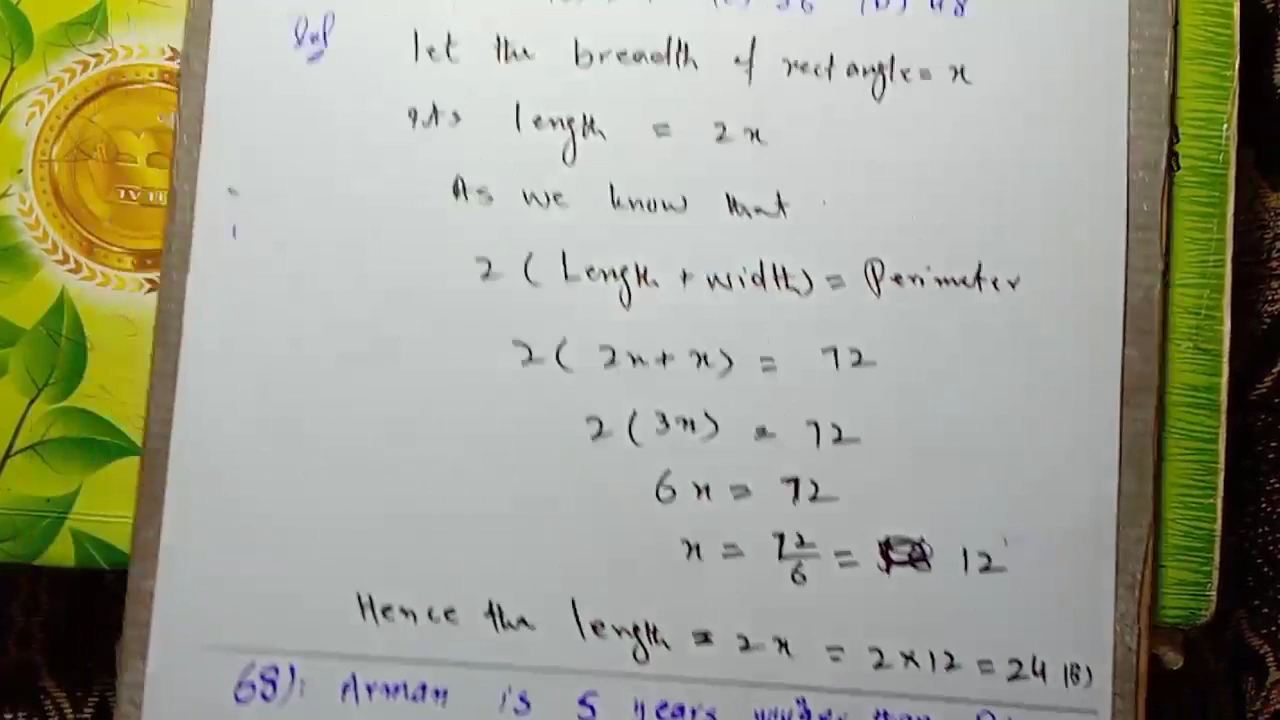 36 (D) 48
Sol
let the breadth of rectangle = x
its length = 2x
As we know that
2 ( Length + width) = Perimeter
2 ( 2x + x) = 72
2 (3x) = 72
6x = 72
x = 72/6 = 12
Hence the length = 2x = 2×12 = 24 (B)
68): Arman is 5 years